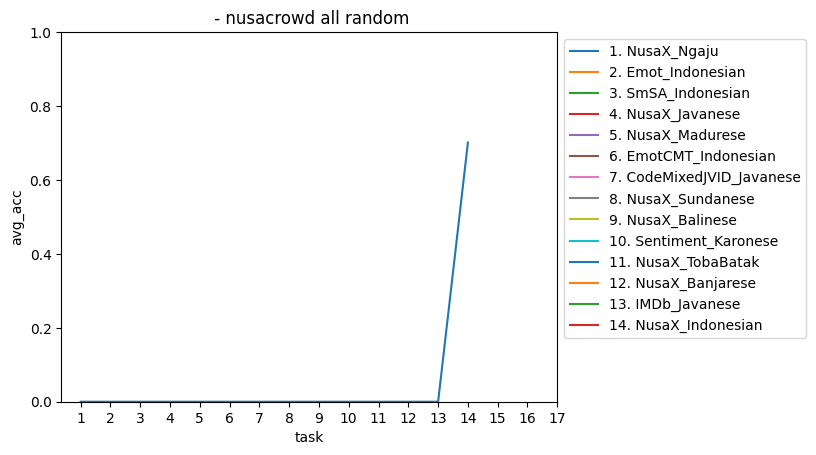 - nusacrowd all random
1.0
0.8
0.6
0.4
0.2
0.0
avg_acc
1 2 3 4 5 6 7 8 9 10 11 12 13 14 15 16 17
task
1. NusaX_Ngaju
2. Emot_Indonesian
3. SmSA_Indonesian
4. NusaX_Javanese
5. NusaX_Madurese
6. EmotCMT_Indonesian
7. CodeMixedJVID_Javanese
8. NusaX_Sundanese
9. NusaX_Balinese
10. Sentiment_Karonese
11. NusaX_TobaBatak
12. NusaX_Banjarese
13. IMDb_Javanese
14. NusaX_Indonesian